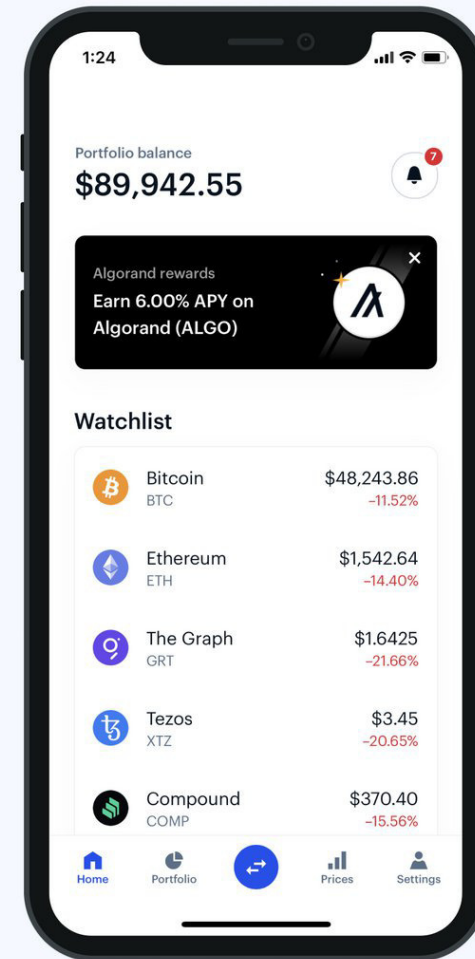 1:24
Portfolio balance
$89,942.55
7
Algorand rewards
Earn 6.00% APY on
Algorand (ALGO)
Watchlist
Bitcoin $48,243.86
BTC -11.52%
Ethereum $1,542.64
ETH -14.40%
The Graph $1.6425
GRT -21.66%
Tezos $3.45
XTZ -20.65%
Compound $370.40
COMP -15.56%
Home Portfolio Prices Settings